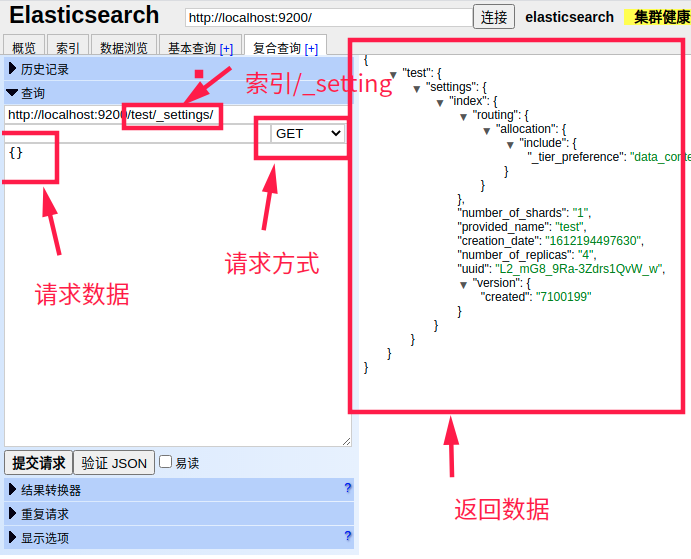 Elasticsearch http://localhost:9200/ 连接 elasticsearch 集群健康
概览 索引 数据浏览 基本查询 [+] 复合查询 [+]
历史记录
索引/_setting
查询
http://localhost:9200/test/_settings/
GET
{}
请求数据
请求方式
提交请求 验证 JSON 易读
结果转换器 ?
重复请求
显示选项 ?
{
"test": {
"settings": {
"index": {
"routing": {
"allocation": {
"include": {
"_tier_preference": "data_conte
}
}
},
"number_of_shards": "1",
"provided_name": "test",
"creation_date": "1612194497630",
"number_of_replicas": "4",
"uuid": "L2_mG8_9Ra-3Zdrs1QvW_w",
"version": {
"created": "7100199"
}
}
}
}
}
返回数据